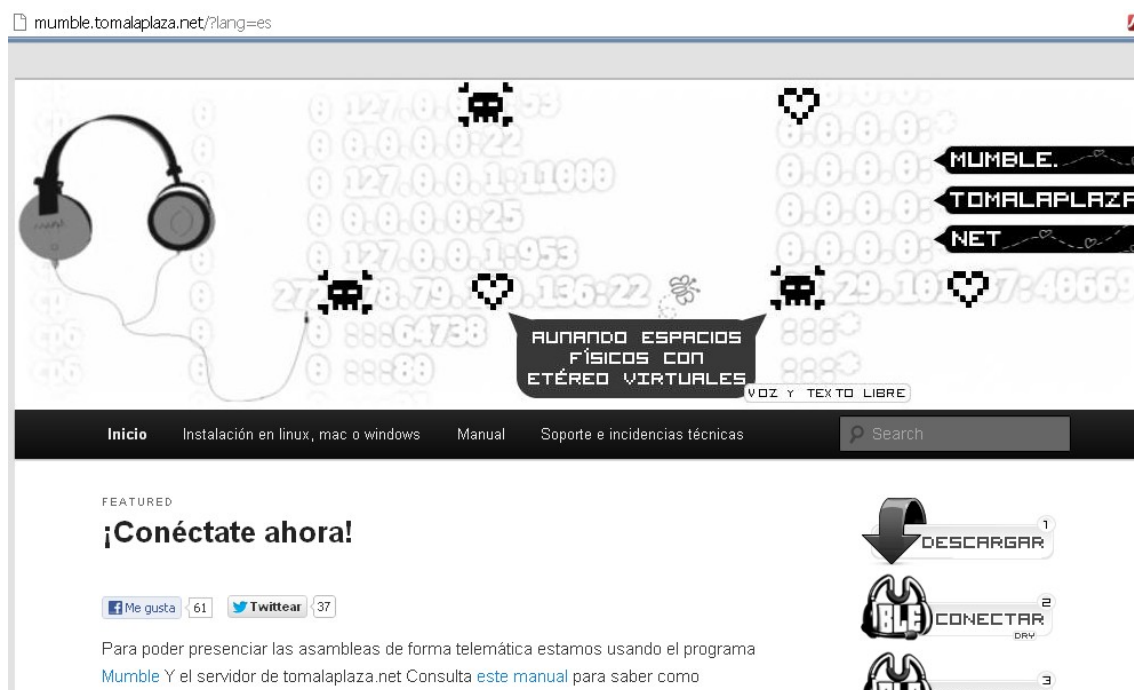 mumble.tomalaplaza.net/?lang=es
MUMBLE.
TOMALAPLAZA
NET
AUNANDO ESPACIOS
FÍSICOS CON
ETÉREO VIRTUALES
VOZ Y TEXTO LIBRE
Inicio
Instalación en linux, mac o windows
Manual
Soporte e incidencias técnicas
Search
FEATURED
¡Conéctate ahora!
Me gusta
61
Twittear
37
Para poder presenciar las asambleas de forma telemática estamos usando el programa
Mumble Y el servidor de tomalaplaza.net Consulta este manual para saber como
1
DESCARGAR
2
CONECTAR
DRY
3